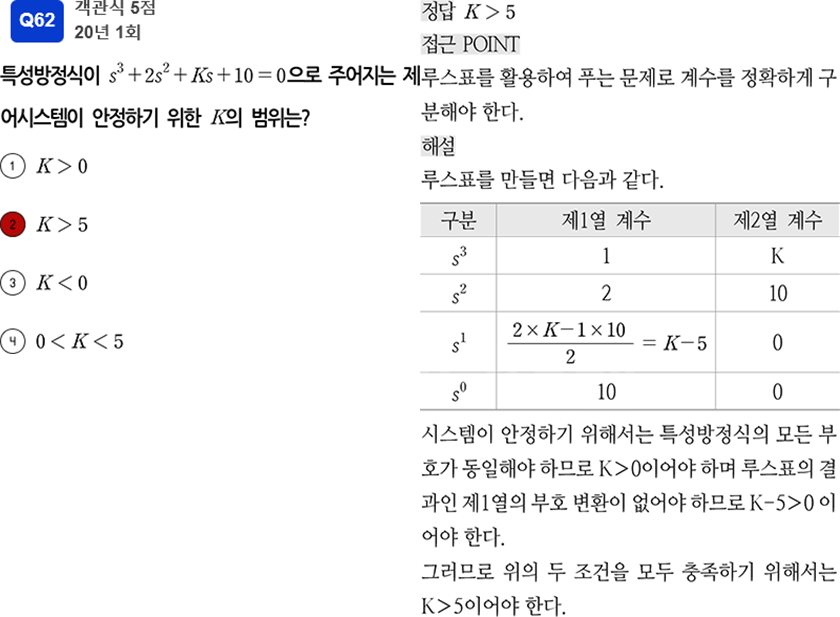 Q62
객관식 5점
20년 1회
특성방정식이 s³+2s²+Ks+10=0으로 주어지는 제
어시스템이 안정하기 위한 K의 범위는?
① K>0
② K>5
③ K<0
④ 0<K<5
정답 K>5
접근 POINT
루스표를 활용하여 푸는 문제로 계수를 정확하게 구
분해야 한다.
해설
루스표를 만들면 다음과 같다.
구분 제1열 계수 제2열 계수
s³ 1 K
s² 2 10
s¹ (2×K-1×10)/2 = K-5 0
s⁰ 10 0
시스템이 안정하기 위해서는 특성방정식의 모든 부
호가 동일해야 하므로 K>0이어야 하며 루스표의 결
과인 제1열의 부호 변환이 없어야 하므로 K-5>0 이
어야 한다.
그러므로 위의 두 조건을 모두 충족하기 위해서는
K>5이어야 한다.